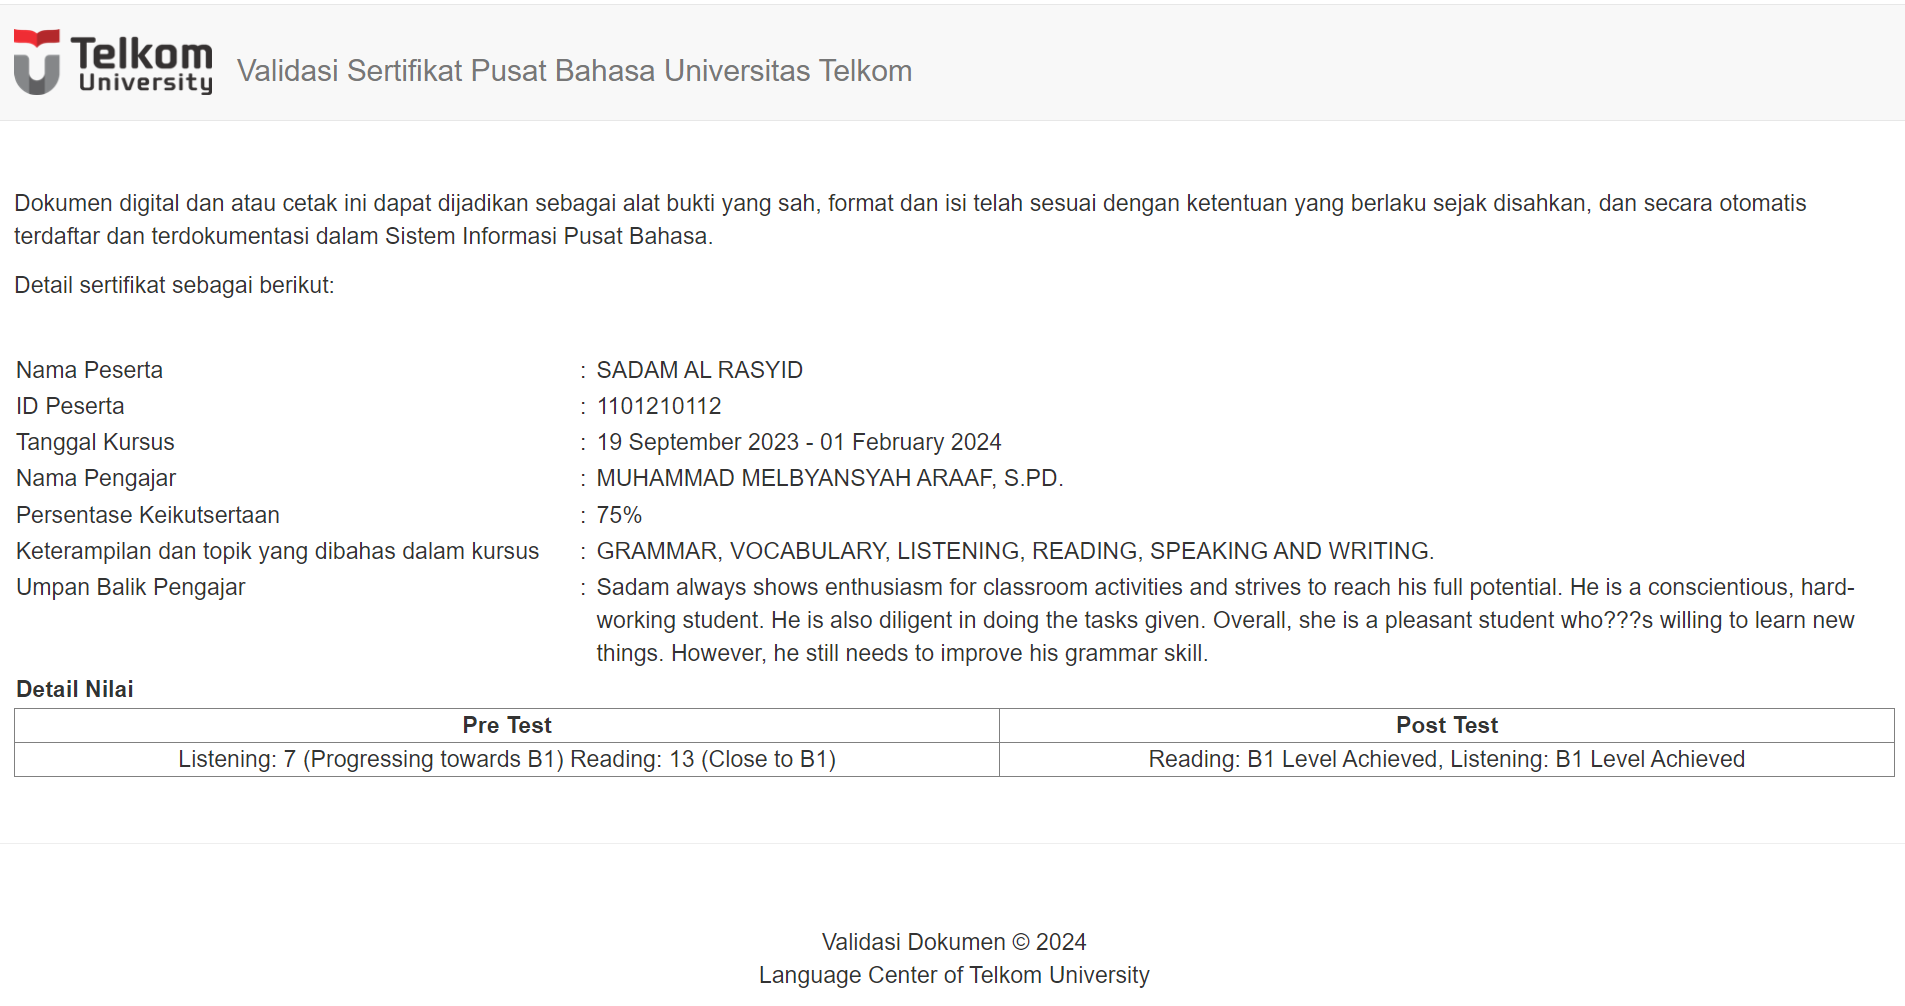 Telkom University
Validasi Sertifikat Pusat Bahasa Universitas Telkom
Dokumen digital dan atau cetak ini dapat dijadikan sebagai alat bukti yang sah, format dan isi telah sesuai dengan ketentuan yang berlaku sejak disahkan, dan secara otomatis
terdaftar dan terdokumentasi dalam Sistem Informasi Pusat Bahasa.
Detail sertifikat sebagai berikut:
Nama Peserta : SADAM AL RASYID
ID Peserta : 1101210112
Tanggal Kursus : 19 September 2023 - 01 February 2024
Nama Pengajar : MUHAMMAD MELBYANSYAH ARAAF, S.PD.
Persentase Keikutsertaan : 75%
Keterampilan dan topik yang dibahas dalam kursus : GRAMMAR, VOCABULARY, LISTENING, READING, SPEAKING AND WRITING.
Umpan Balik Pengajar : Sadam always shows enthusiasm for classroom activities and strives to reach his full potential. He is a conscientious, hard-
working student. He is also diligent in doing the tasks given. Overall, she is a pleasant student who???s willing to learn new
things. However, he still needs to improve his grammar skill.
Detail Nilai
Pre Test Post Test
Listening: 7 (Progressing towards B1) Reading: 13 (Close to B1) Reading: B1 Level Achieved, Listening: B1 Level Achieved
Validasi Dokumen © 2024
Language Center of Telkom University